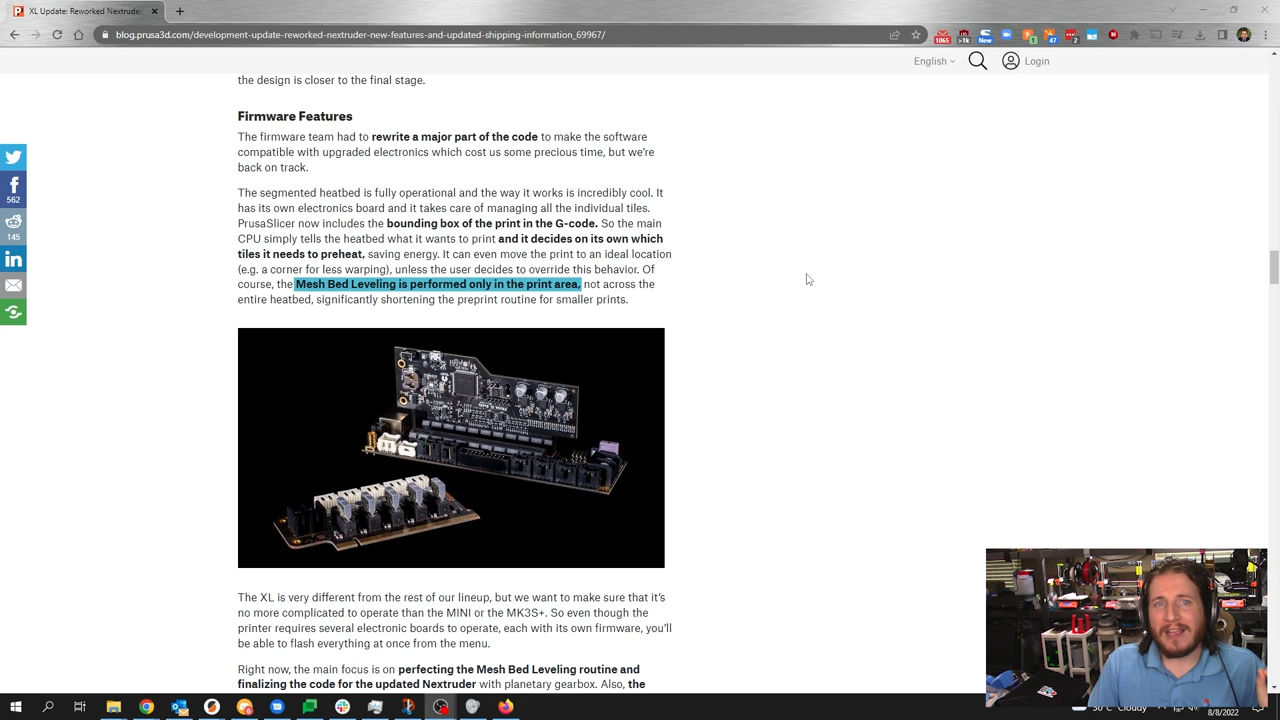 XL Update: Reworked Nextruder
blog.prusa3d.com/development-update-reworked-nextruder-new-features-and-updated-shipping-information_69967/
1065
>1k
New
1
47
2
English
Login
the design is closer to the final stage.
Firmware Features
The firmware team had to rewrite a major part of the code to make the software
compatible with upgraded electronics which cost us some precious time, but we're
back on track.
The segmented heatbed is fully operational and the way it works is incredibly cool. It
has its own electronics board and it takes care of managing all the individual tiles.
PrusaSlicer now includes the bounding box of the print in the G-code. So the main
CPU simply tells the heatbed what it wants to print and it decides on its own which
tiles it needs to preheat, saving energy. It can even move the print to an ideal location
(e.g. a corner for less warping), unless the user decides to override this behavior. Of
course, the Mesh Bed Leveling is performed only in the print area, not across the
entire heatbed, significantly shortening the preprint routine for smaller prints.
562
145
The XL is very different from the rest of our lineup, but we want to make sure that it's
no more complicated to operate than the MINI or the MK3S+. So even though the
printer requires several electronic boards to operate, each with its own firmware, you'll
be able to flash everything at once from the menu.
Right now, the main focus is on perfecting the Mesh Bed Leveling routine and
finalizing the code for the updated Nextruder with planetary gearbox. Also, the
Cloudy
8/8/2022